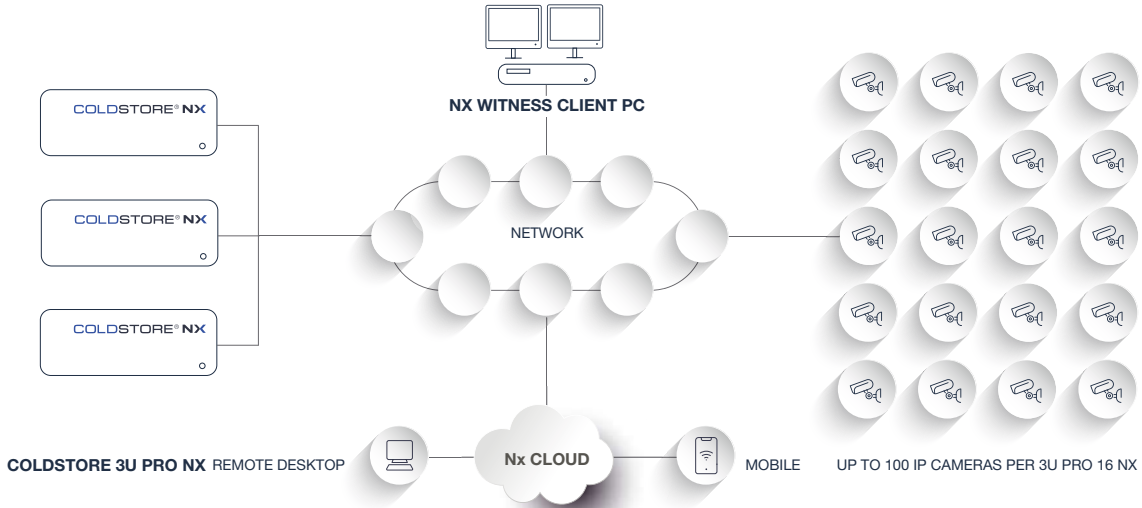 NX WITNESS CLIENT PC
COLDSTORE® NX
COLDSTORE® NX
COLDSTORE® NX
NETWORK
Nx CLOUD
COLDSTORE 3U PRO NX REMOTE DESKTOP
MOBILE
UP TO 100 IP CAMERAS PER 3U PRO 16 NX